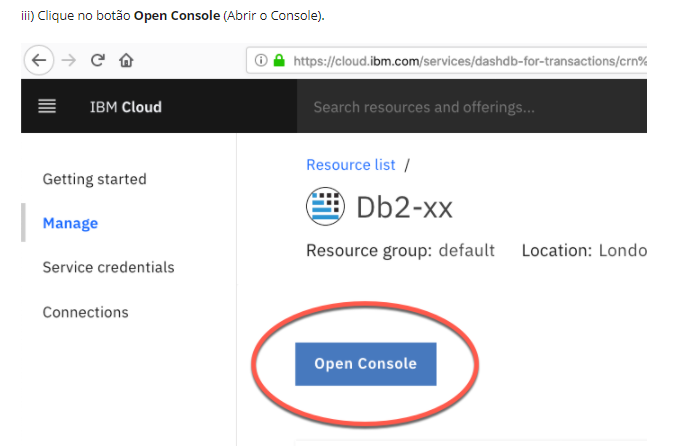 iii) Clique no botão Open Console (Abrir o Console).
https://cloud.ibm.com/services/dashdb-for-transactions/crn%
IBM Cloud
Search resources and offerings...
Resource list /
Getting started
Db2-xx
Manage
Resource group: default Location: Londo
Service credentials
Connections
Open Console